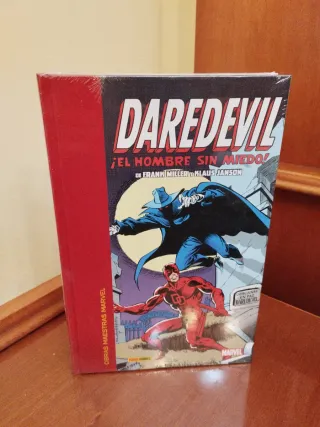 DAREDEVIL
¡EL HOMBRE SIN MIEDO!
DE FRANK MILLER Y KLAUS JANSON
OBRAS MAESTRAS MARVEL
MARVEL